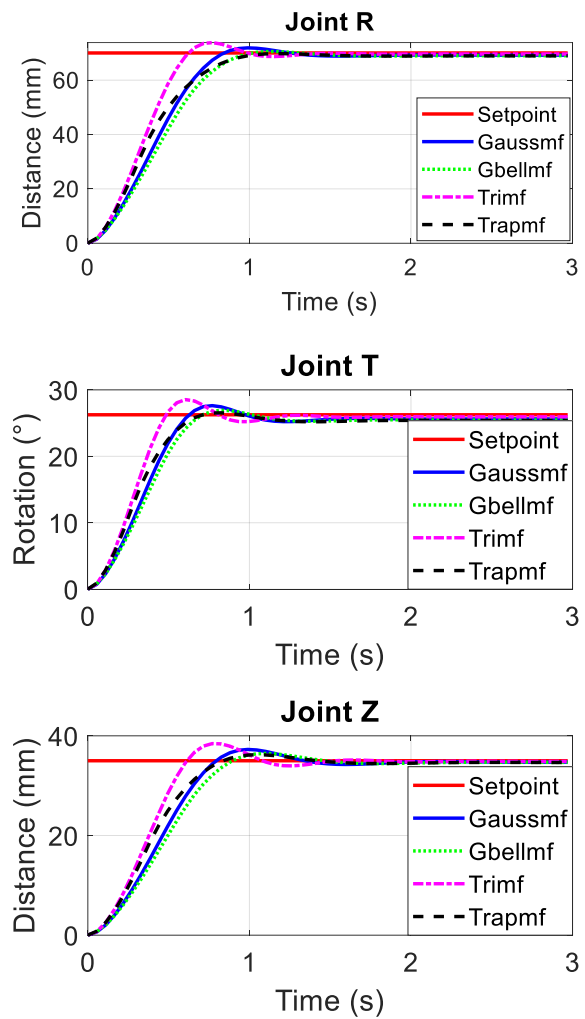 Joint R
Distance (mm)
60
40
20
0
Setpoint
Gaussmf
Gbellmf
Trimf
Trapmf
0 1 2 3
Time (s)
Joint T
Rotation (°)
30
20
10
0
Setpoint
Gaussmf
Gbellmf
Trimf
Trapmf
0 1 2 3
Time (s)
Joint Z
Distance (mm)
40
20
0
Setpoint
Gaussmf
Gbellmf
Trimf
Trapmf
0 1 2 3
Time (s)